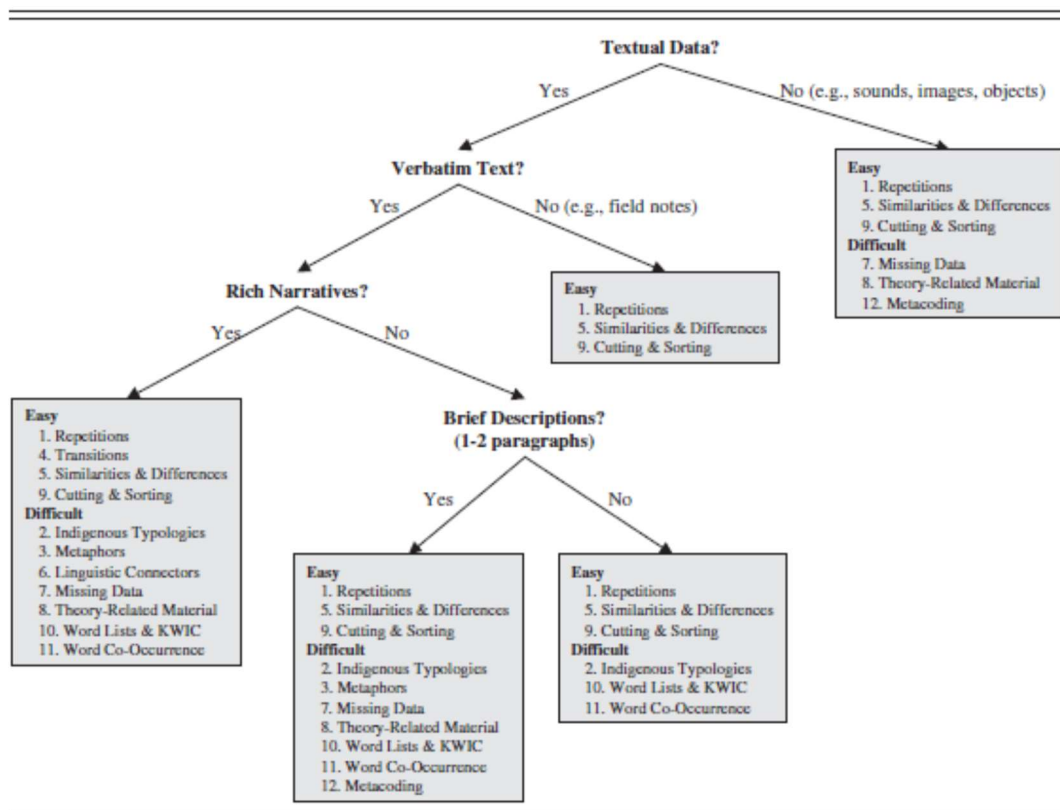 Textual Data?
Yes
No (e.g., sounds, images, objects)
Verbatim Text?
Easy
1. Repetitions
5. Similarities & Differences
9. Cutting & Sorting
Difficult
7. Missing Data
8. Theory-Related Material
12. Metacoding
Yes
No (e.g., field notes)
Rich Narratives?
Easy
1. Repetitions
5. Similarities & Differences
9. Cutting & Sorting
Yes
No
Easy
1. Repetitions
4. Transitions
5. Similarities & Differences
9. Cutting & Sorting
Difficult
2. Indigenous Typologies
3. Metaphors
6. Linguistic Connectors
7. Missing Data
8. Theory-Related Material
10. Word Lists & KWIC
11. Word Co-Occurrence
Brief Descriptions?
(1-2 paragraphs)
Yes
No
Easy
1. Repetitions
5. Similarities & Differences
9. Cutting & Sorting
Difficult
2. Indigenous Typologies
3. Metaphors
7. Missing Data
8. Theory-Related Material
10. Word Lists & KWIC
11. Word Co-Occurrence
12. Metacoding
Easy
1. Repetitions
5. Similarities & Differences
9. Cutting & Sorting
Difficult
2. Indigenous Typologies
10. Word Lists & KWIC
11. Word Co-Occurrence